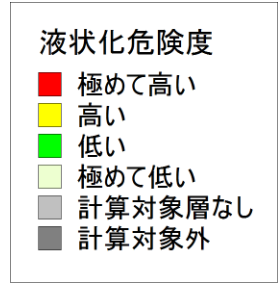 液状化危険度
極めて高い
高い
低い
極めて低い
計算対象層なし
計算対象外